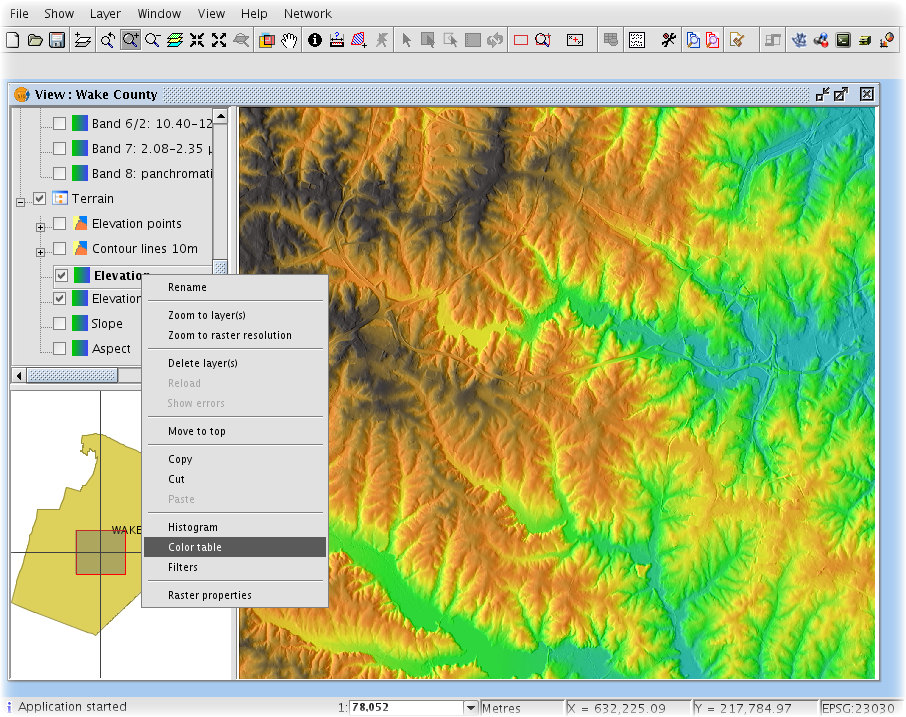 File Show Layer Window View Help Network
View : Wake County
Band 6/2: 10.40-12
Band 7: 2.08-2.35
Band 8: panchromati
Terrain
Elevation points
Contour lines 10m
Elevation
Elevation
Slope
Aspect
Rename
Zoom to layer(s)
Zoom to raster resolution
Delete layer(s)
Reload
Show errors
Move to top
Copy
Cut
Paste
Histogram
Color table
Filters
Raster properties
WAKE
Application started
1: 78,052
Metres
X = 632,225.09
Y = 217,784.97
EPSG:23030